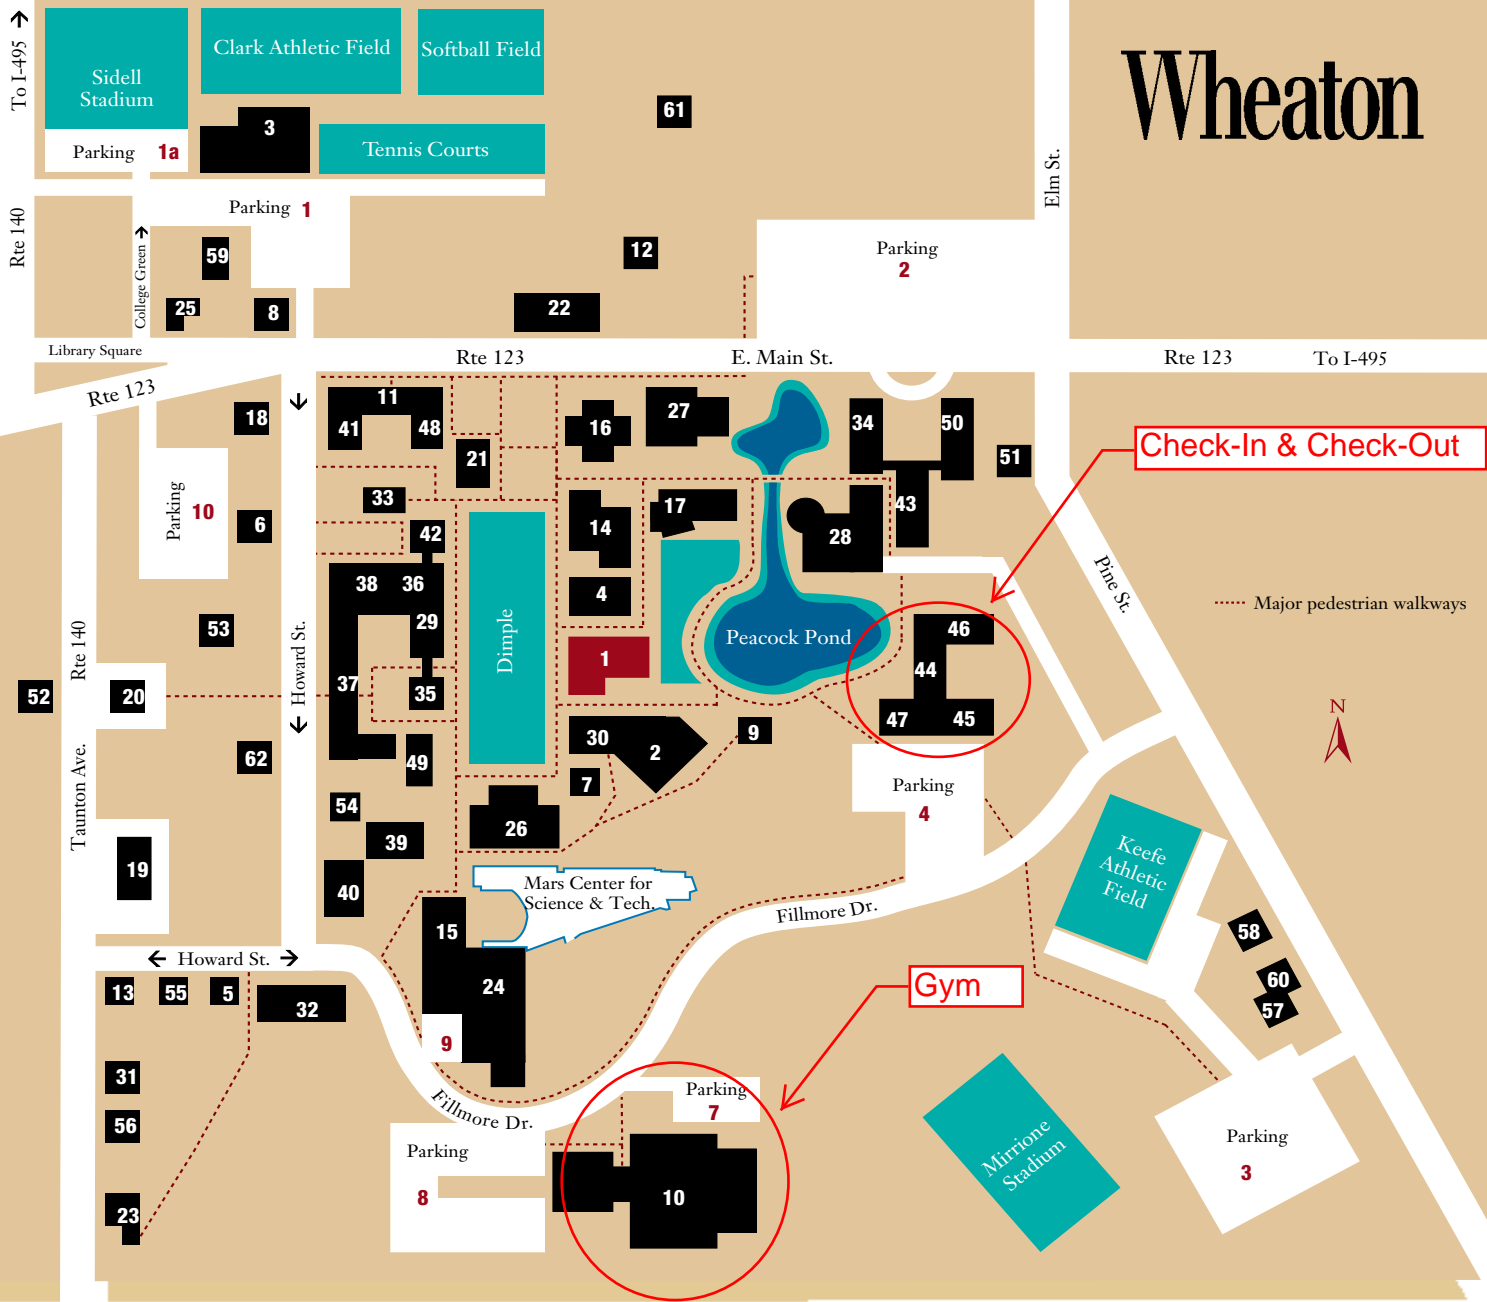 To I-495
Sidell
Stadium
Clark Athletic Field
Softball Field
Wheaton
61
3
Parking 1a
Tennis Courts
Elm St.
Rte 140
Parking 1
College Green
59
12
Parking
2
25
8
22
Library Square
Rte 123
E. Main St.
Rte 123
To I-495
Rte 123
11
18
41
48
16
27
34
50
21
51
Check-In & Check-Out
Parking 10
33
17
6
42
14
28
43
38
36
4
Pine St.
Major pedestrian walkways
29
Dimple
Peacock Pond
46
53
Rte 140
Howard St.
1
44
52
20
37
35
N
47
45
30
2
9
62
49
7
Parking
4
Taunton Ave.
54
26
39
Keefe
Athletic
Field
19
40
Mars Center for
Science & Tech.
Fillmore Dr.
15
58
Howard St.
24
60
57
Gym
13
55
5
32
9
31
Fillmore Dr.
Parking
7
56
Parking
8
Mirrione
Stadium
Parking
3
10
23